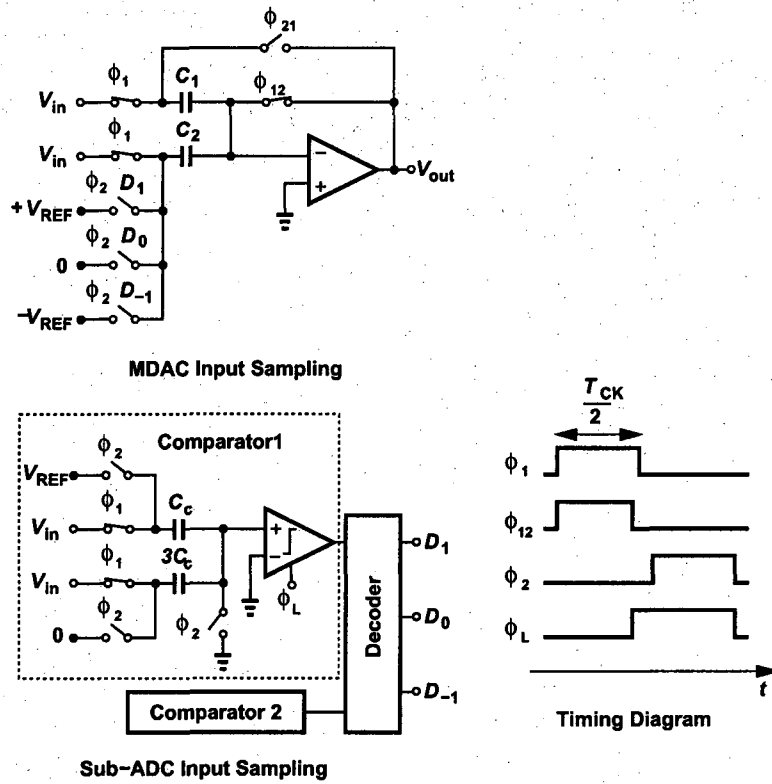 ϕ21
ϕ1
C1
ϕ12
Vin
ϕ1
C2
Vin
ϕ2 D1
+VREF
ϕ2 D0
0
ϕ2 D−1
−VREF
−
+
Vout
MDAC Input Sampling
Comparator1
ϕ2
VREF
ϕ1
Cc
Vin
ϕ1
3Cc
Vin
ϕ2
0
ϕ2
+
−
ϕL
Decoder
D1
D0
D−1
Comparator 2
Sub−ADC Input Sampling
TCK
2
ϕ1
ϕ12
ϕ2
ϕL
t
Timing Diagram